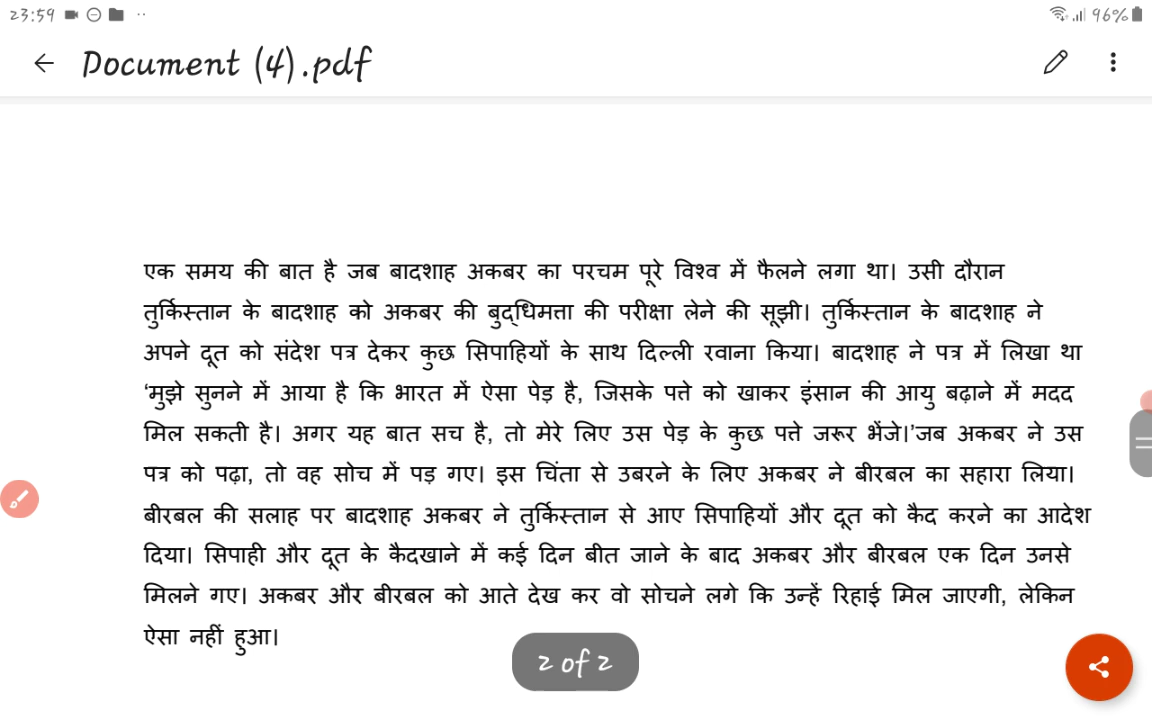 23:59
96%
Document (4).pdf
एक समय की बात है जब बादशाह अकबर का परचम पूरे विश्व में फैलने लगा था। उसी दौरान
तुर्किस्तान के बादशाह को अकबर की बुद्धिमत्ता की परीक्षा लेने की सूझी। तुर्किस्तान के बादशाह ने
अपने दूत को संदेश पत्र देकर कुछ सिपाहियों के साथ दिल्ली रवाना किया। बादशाह ने पत्र में लिखा था
‘मुझे सुनने में आया है कि भारत में ऐसा पेड़ है, जिसके पत्ते को खाकर इंसान की आयु बढ़ाने में मदद
मिल सकती है। अगर यह बात सच है, तो मेरे लिए उस पेड़ के कुछ पत्ते जरूर भेंजे।’जब अकबर ने उस
पत्र को पढ़ा, तो वह सोच में पड़ गए। इस चिंता से उबरने के लिए अकबर ने बीरबल का सहारा लिया।
बीरबल की सलाह पर बादशाह अकबर ने तुर्किस्तान से आए सिपाहियों और दूत को कैद करने का आदेश
दिया। सिपाही और दूत के कैदखाने में कई दिन बीत जाने के बाद अकबर और बीरबल एक दिन उनसे
मिलने गए। अकबर और बीरबल को आते देख कर वो सोचने लगे कि उन्हें रिहाई मिल जाएगी, लेकिन
ऐसा नहीं हुआ।
2 of 2